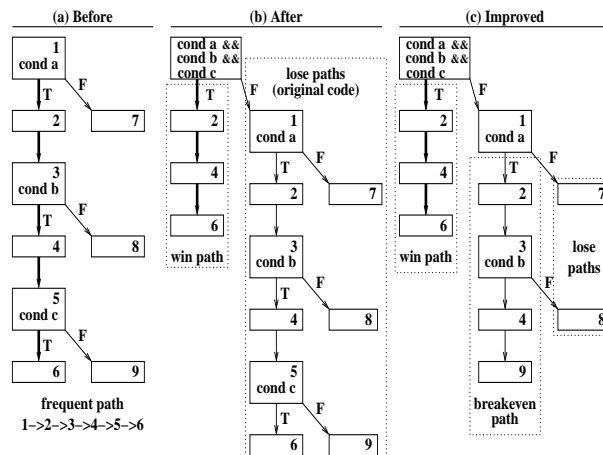 (a) Before
1
cond a
T
F
2
7
3
cond b
T
F
4
8
5
cond c
T
F
6
9
frequent path
1−>2−>3−>4−>5−>6
(b) After
cond a &&
cond b &&
cond c
T
F
2
4
6
win path
lose paths
(original code)
1
cond a
T
F
2
7
3
cond b
T
F
4
8
5
cond c
T
F
6
9
(c) Improved
cond a &&
cond b &&
cond c
T
F
2
4
6
win path
1
cond a
T
F
2
7
3
cond b
T
F
lose
paths
4
8
9
breakeven
path